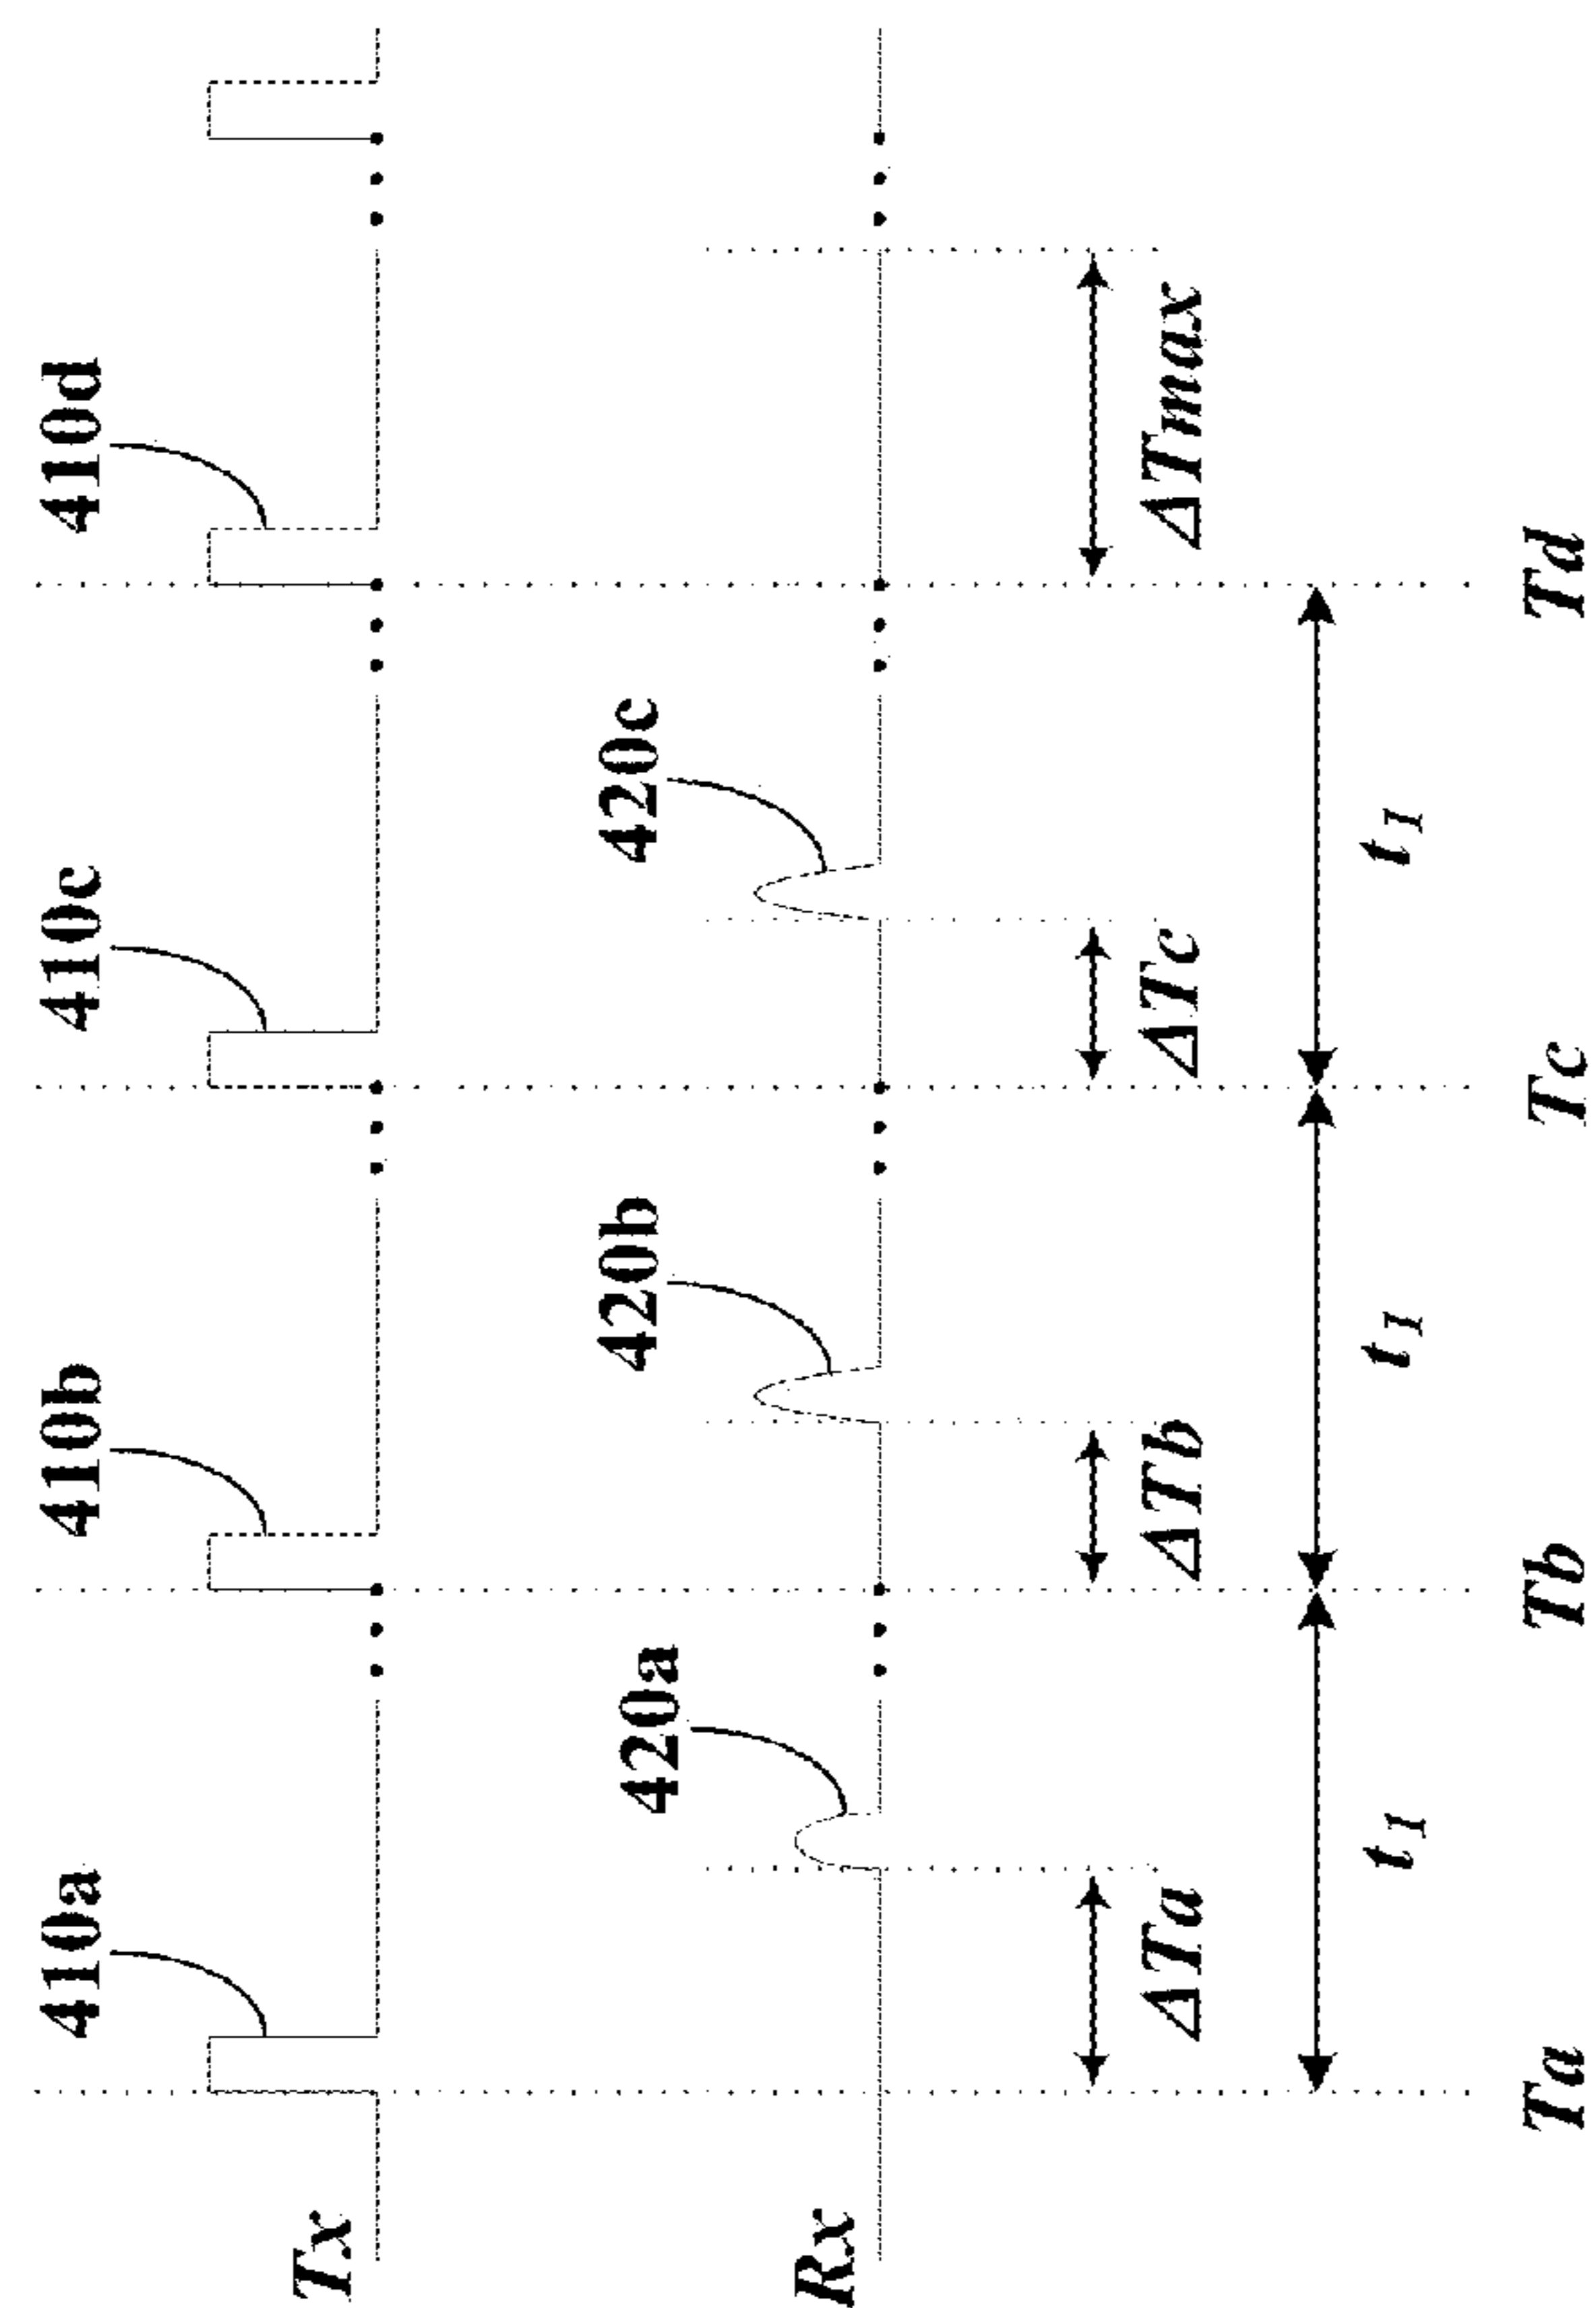 410a 410b 410c 410d
Tx
420a 420b 420c
Rx
ΔTa ΔTb ΔTc ΔTmax
t1 t1 t1
Ta Tb Tc Td